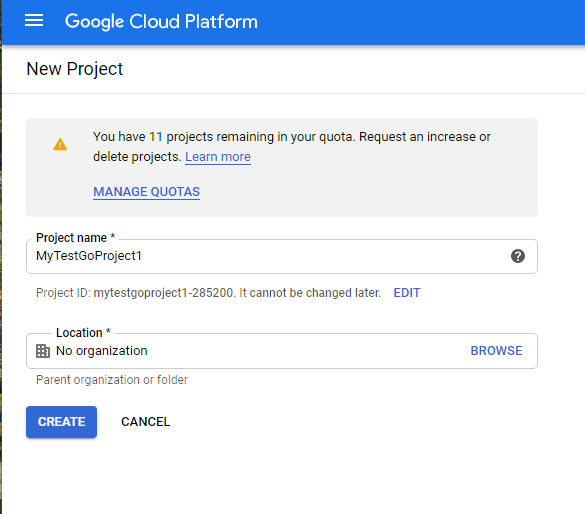 Google Cloud Platform
New Project
You have 11 projects remaining in your quota. Request an increase or
delete projects. Learn more
MANAGE QUOTAS
Project name *
MyTestGoProject1
Project ID: mytestgoproject1-285200. It cannot be changed later. EDIT
Location *
No organization BROWSE
Parent organization or folder
CREATE CANCEL